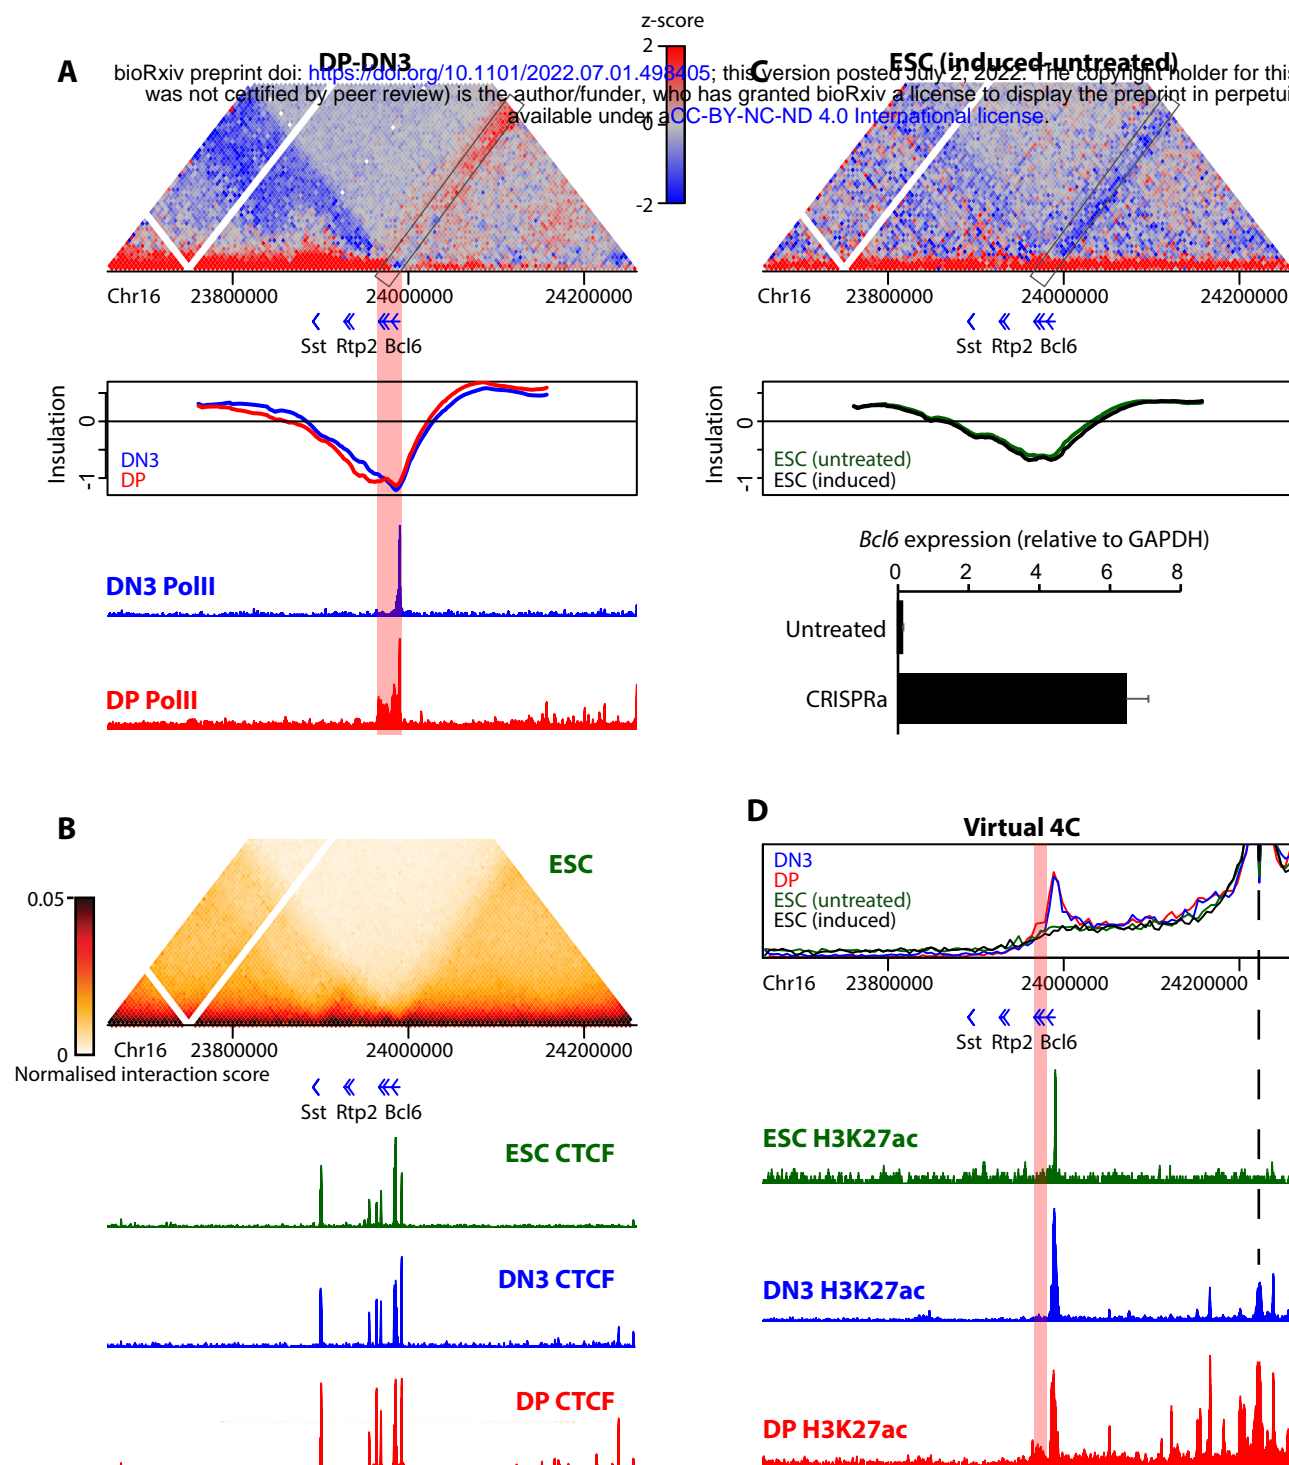 z-score
A
DP-DN3
2
C
ESC (induced-untreated)
bioRxiv preprint doi: https://doi.org/10.1101/2022.07.01.498405; this version posted July 2, 2022. The copyright holder for this
was not certified by peer review) is the author/funder, who has granted bioRxiv a license to display the preprint in perpetui
available under aCC-BY-NC-ND 4.0 International license.
0
-2
Chr16
23800000
24000000
24200000
Sst Rtp2 Bcl6
Chr16
23800000
24000000
24200000
Sst Rtp2 Bcl6
Insulation
0
-1
DN3
DP
Insulation
0
-1
ESC (untreated)
ESC (induced)
DN3 PolII
DP PolII
Bcl6 expression (relative to GAPDH)
0 2 4 6 8
Untreated
CRISPRa
B
ESC
0.05
0
Normalised interaction score
Chr16
23800000
24000000
24200000
Sst Rtp2 Bcl6
ESC CTCF
DN3 CTCF
DP CTCF
D
Virtual 4C
DN3
DP
ESC (untreated)
ESC (induced)
Chr16
23800000
24000000
24200000
Sst Rtp2 Bcl6
ESC H3K27ac
DN3 H3K27ac
DP H3K27ac